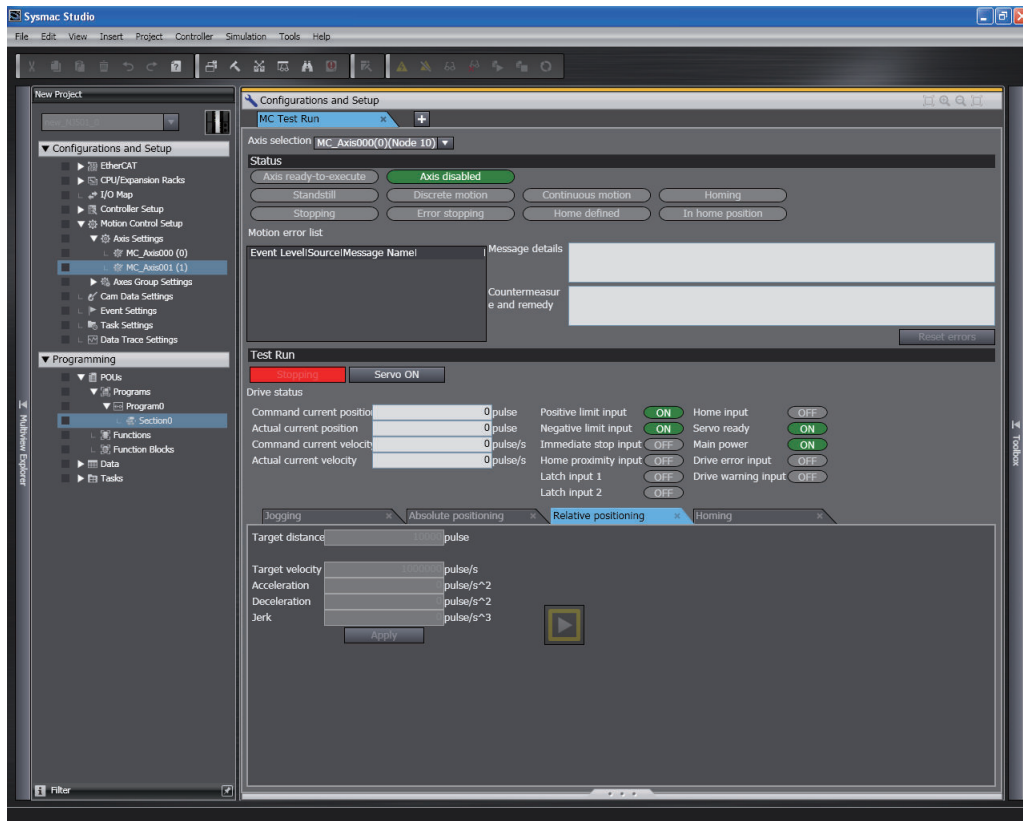 Sysmac Studio
File Edit View Insert Project Controller Simulation Tools Help
New Project
Configurations and Setup
EtherCAT
CPU/Expansion Racks
I/O Map
Controller Setup
Motion Control Setup
Axis Settings
MC_Axis000 (0)
MC_Axis001 (1)
Axes Group Settings
Cam Data Settings
Event Settings
Task Settings
Data Trace Settings
Programming
POUs
Programs
Program0
Section0
Functions
Function Blocks
Data
Tasks
Filter
Multiview Explorer
Configurations and Setup
MC Test Run
Axis selection MC_Axis000(0)(Node 10)
Status
Axis ready-to-execute Axis disabled
Standstill Discrete motion Continuous motion Homing
Stopping Error stopping Home defined In home position
Motion error list
Event Level|Source|Message Name|
Message details
Countermeasur
e and remedy
Reset errors
Test Run
Stopping Servo ON
Drive status
Command current position 0 pulse Positive limit input ON Home input OFF
Actual current position 0 pulse Negative limit input ON Servo ready ON
Command current velocity 0 pulse/s Immediate stop input OFF Main power ON
Actual current velocity 0 pulse/s Home proximity input OFF Drive error input OFF
Latch input 1 OFF Drive warning input OFF
Latch input 2 OFF
Jogging Absolute positioning Relative positioning Homing
Target distance 10000 pulse
Target velocity 1000000 pulse/s
Acceleration 0 pulse/s^2
Deceleration 0 pulse/s^2
Jerk 0 pulse/s^3
Apply
Toolbox